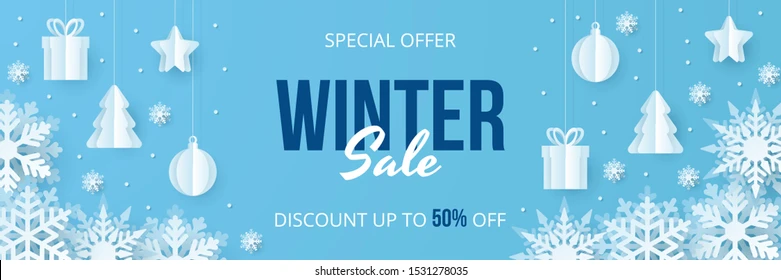 SPECIAL OFFER
WINTER
Sale
DISCOUNT UP TO 50% OFF
shutterstock.com · 1531278035